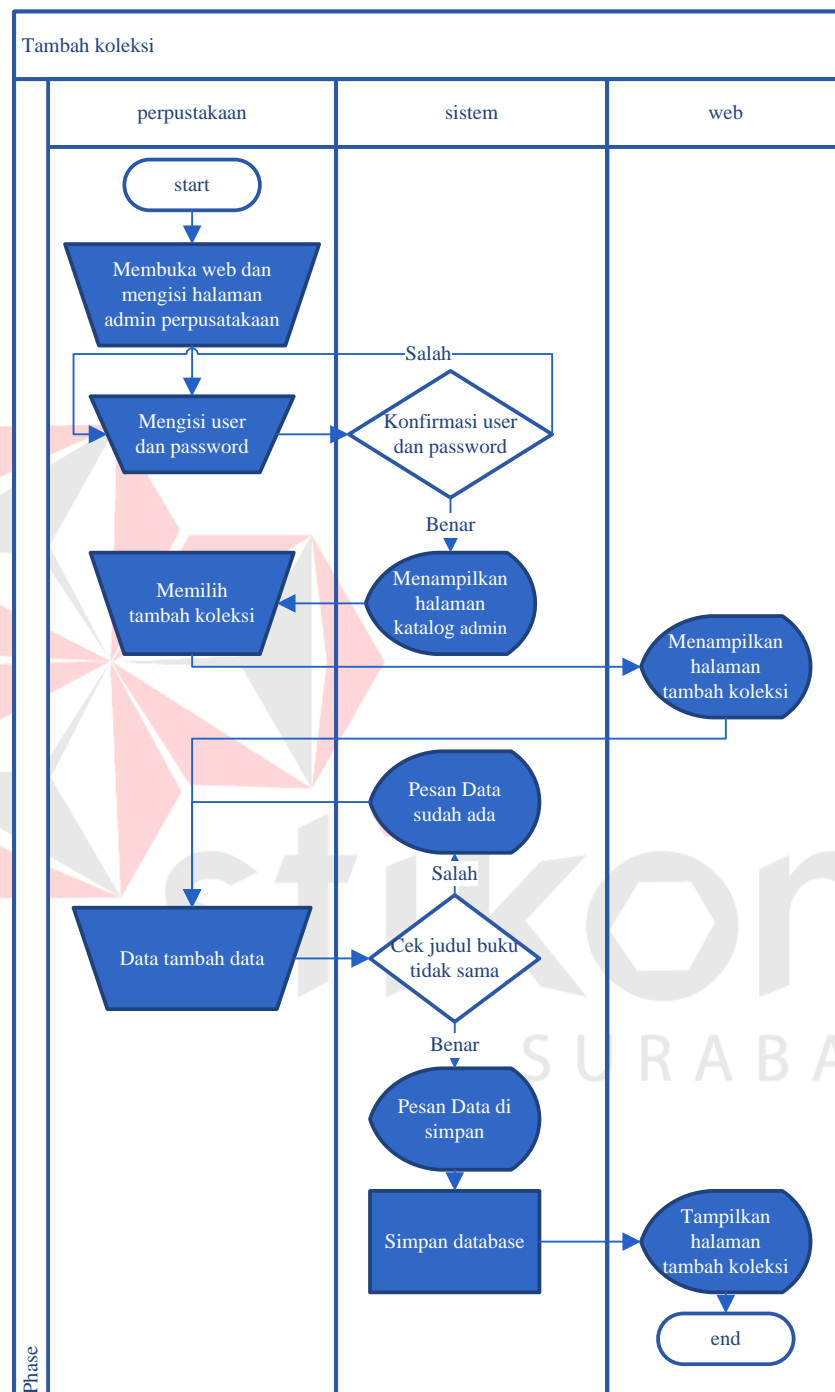 Tambah koleksi
perpustakaan
sistem
web
start
Membuka web dan
mengisi halaman
admin perpusatakaan
Salah
Mengisi user
dan password
Konfirmasi user
dan password
Benar
Memilih
tambah koleksi
Menampilkan
halaman
katalog admin
Menampilkan
halaman
tambah koleksi
Pesan Data
sudah ada
Salah
Data tambah data
Cek judul buku
tidak sama
Benar
Pesan Data di
simpan
Simpan database
Tampilkan
halaman
tambah koleksi
end
Phase
stikom
SURABA